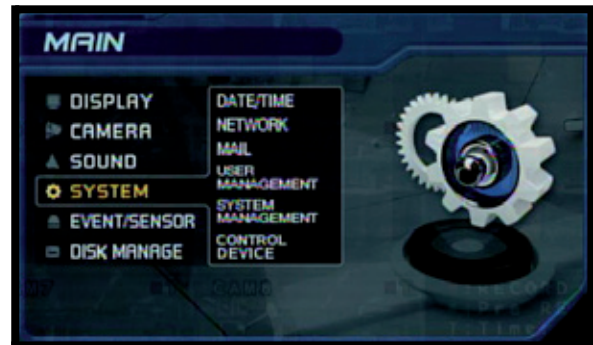 MAIN
DISPLAY
CAMERA
SOUND
SYSTEM
EVENT/SENSOR
DISK MANAGE
DATE/TIME
NETWORK
MAIL
USER
MANAGEMENT
SYSTEM
MANAGEMENT
CONTROL
DEVICE